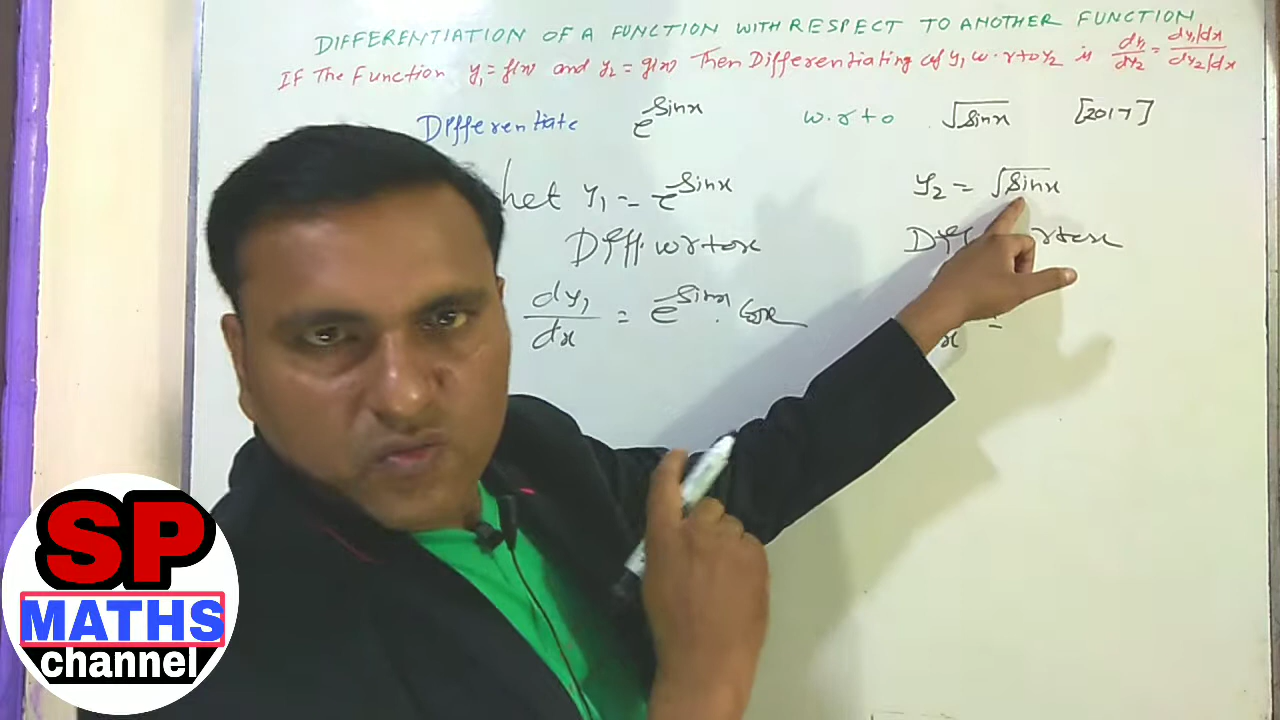 DIFFERENTIATION OF A FUNCTION WITH RESPECT TO ANOTHER FUNCTION
IF The Function y₁ = f(x) and y₂ = g(x) Then Differentiating of y₁ w.r to y₂ is dy₁/dy₂ = dy₁/dx / dy₂/dx
Differentiate e^sinx w.r to √sinx [2017]
Let y₁ = e^sinx y₂ = √sinx
Diff. w r to x Diff r to x
dy₁/dx = e^sinx . cosx x =
SP
MATHS
channel